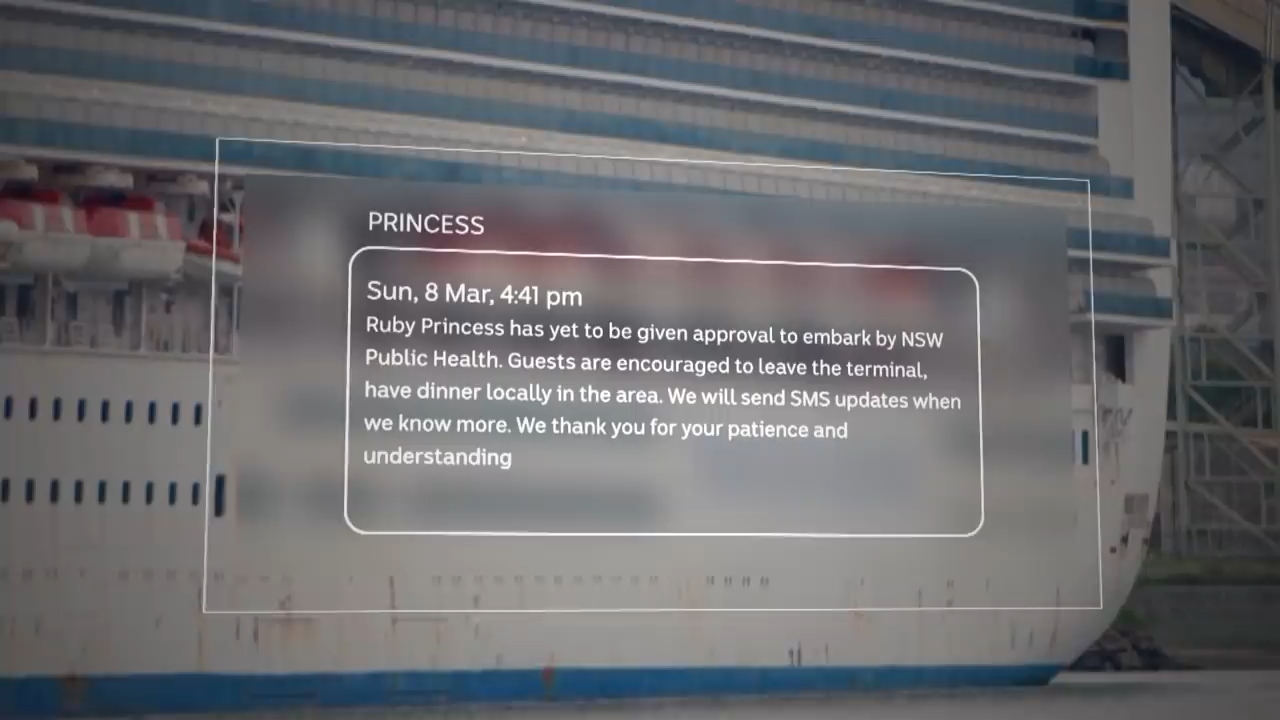 PRINCESS
Sun, 8 Mar, 4:41 pm
Ruby Princess has yet to be given approval to embark by NSW
Public Health. Guests are encouraged to leave the terminal,
have dinner locally in the area. We will send SMS updates when
we know more. We thank you for your patience and
understanding